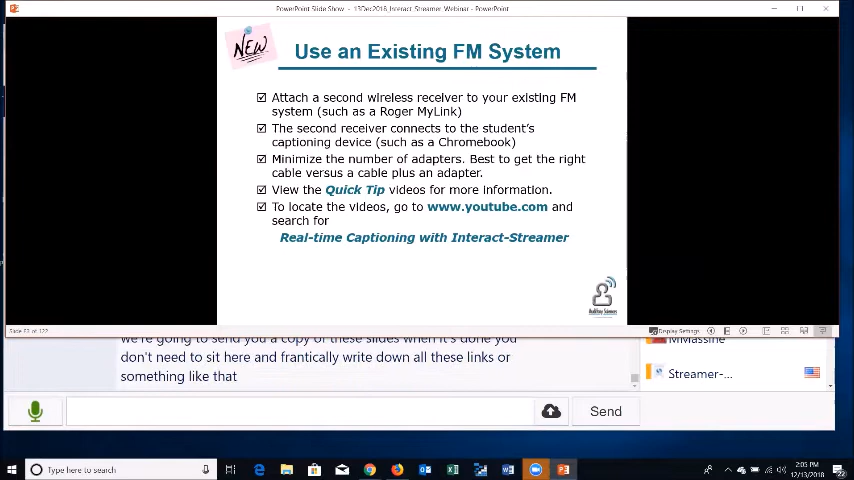 PowerPoint Slide Show - 13Dec2018_Interact_Streamer_Webinar - PowerPoint
NEW
Use an Existing FM System
☑ Attach a second wireless receiver to your existing FM
system (such as a Roger MyLink)
☑ The second receiver connects to the student's
captioning device (such as a Chromebook)
☑ Minimize the number of adapters. Best to get the right
cable versus a cable plus an adapter.
☑ View the Quick Tip videos for more information.
☑ To locate the videos, go to www.youtube.com and
search for
Real-time Captioning with Interact-Streamer
Auditory Sciences
Display Settings
we're going to send you a copy of these slides when it's done you
don't need to sit here and frantically write down all these links or
something like that
MMassine
Streamer-...
Send
Type here to search
2:05 PM
12/13/2018
22